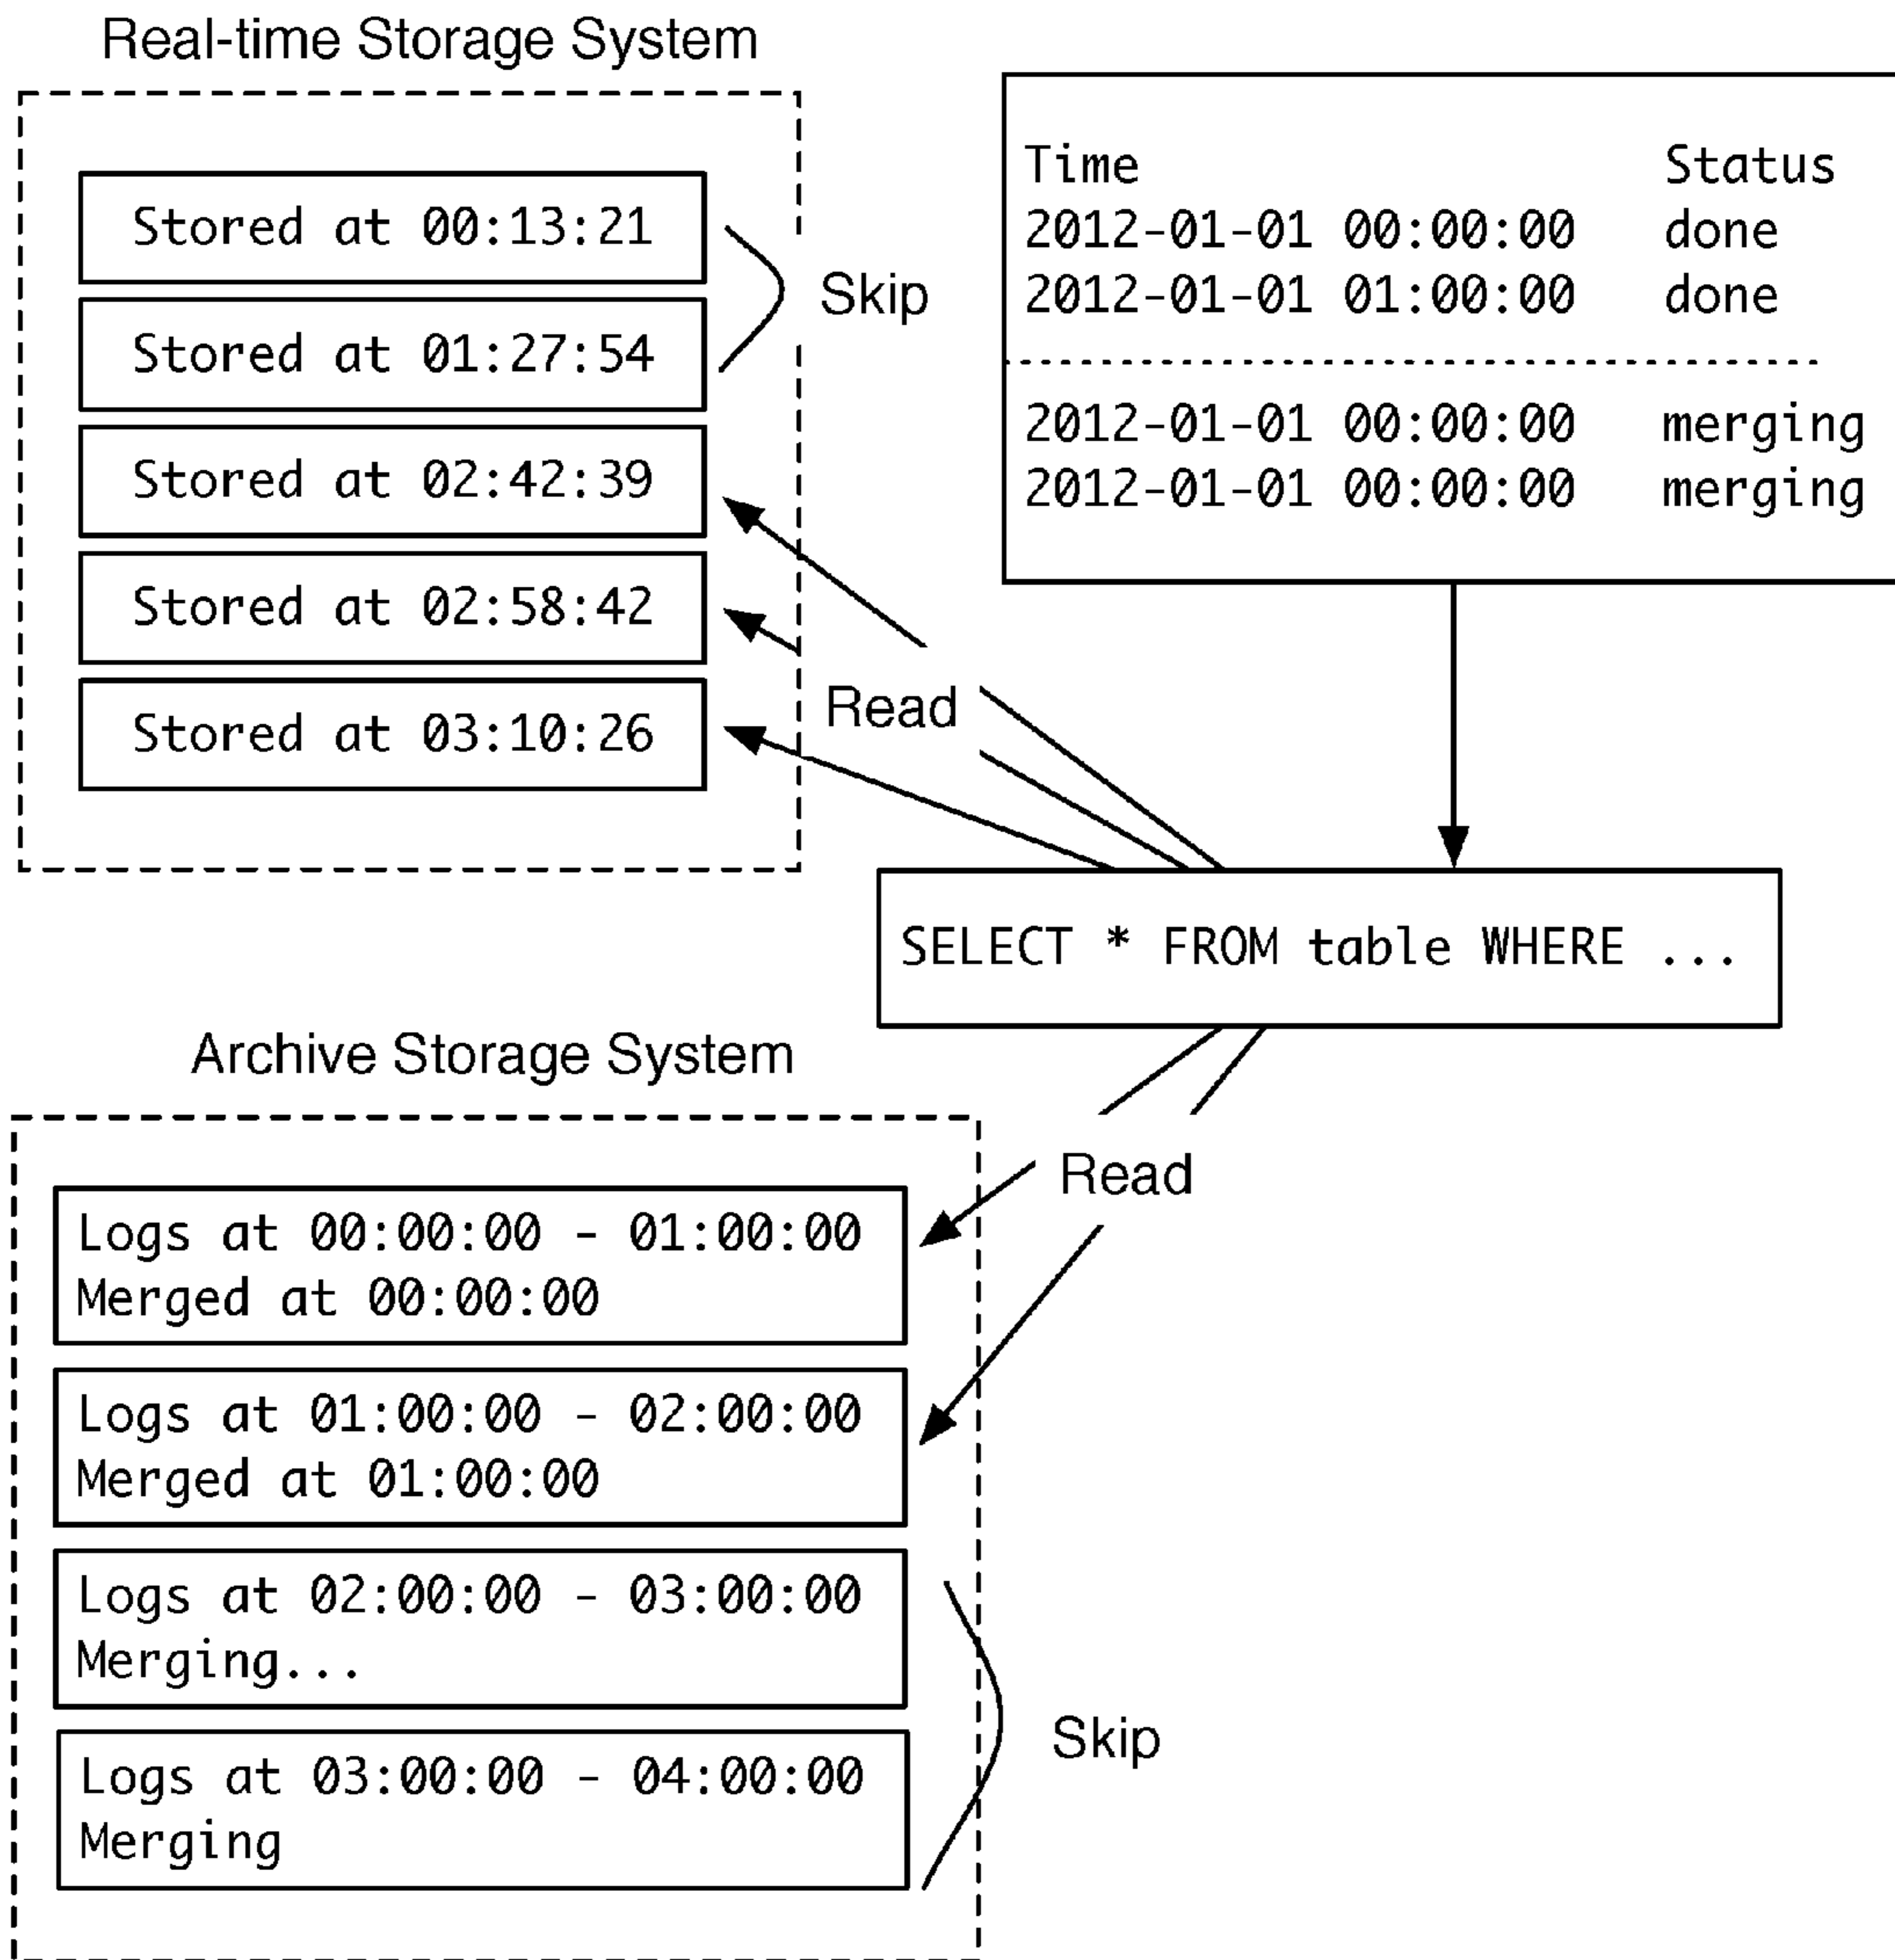 Real-time Storage System
Stored at 00:13:21
Stored at 01:27:54
Skip
Stored at 02:42:39
Stored at 02:58:42
Stored at 03:10:26
Read
Time Status
2012-01-01 00:00:00 done
2012-01-01 01:00:00 done
2012-01-01 00:00:00 merging
2012-01-01 00:00:00 merging
SELECT * FROM table WHERE ...
Archive Storage System
Read
Logs at 00:00:00 - 01:00:00
Merged at 00:00:00
Logs at 01:00:00 - 02:00:00
Merged at 01:00:00
Logs at 02:00:00 - 03:00:00
Merging...
Skip
Logs at 03:00:00 - 04:00:00
Merging